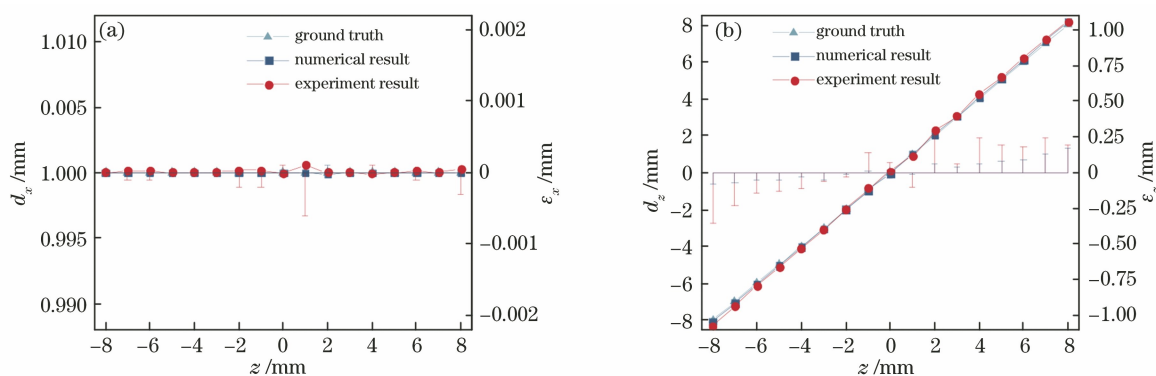 (a)
ground truth
numerical result
experiment result
1.010
1.005
1.000
0.995
0.990
dx /mm
0.002
0.001
0
−0.001
−0.002
εx /mm
−8 −6 −4 −2 0 2 4 6 8
z /mm
(b)
ground truth
numerical result
experiment result
8
6
4
2
0
−2
−4
−6
−8
dz /mm
1.00
0.75
0.50
0.25
0
−0.25
−0.50
−0.75
−1.00
εz /mm
−8 −6 −4 −2 0 2 4 6 8
z /mm